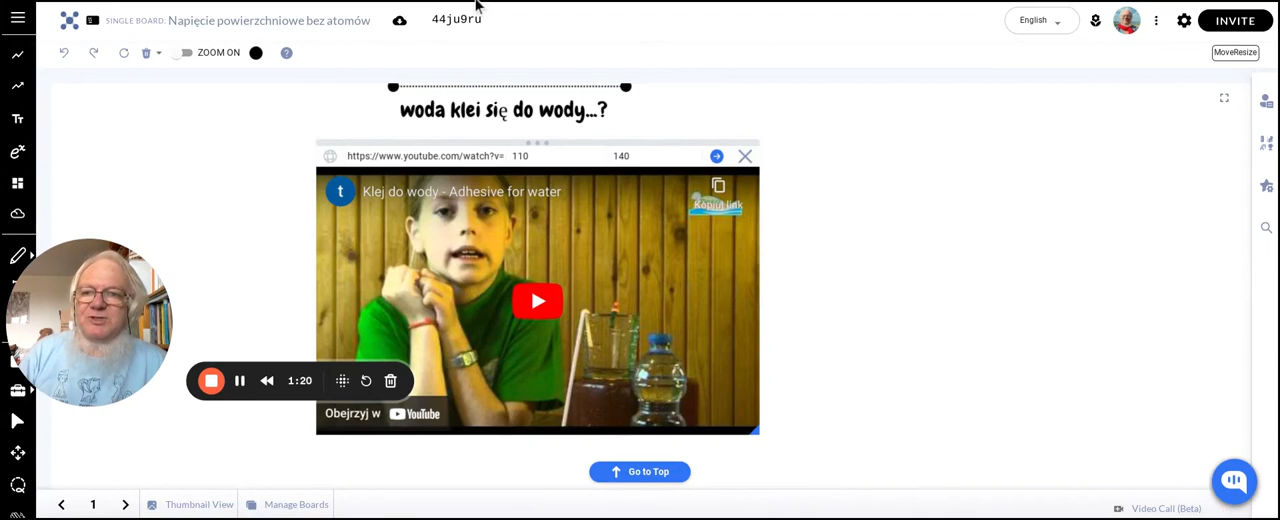 SINGLE BOARD: Napięcie powierzchniowe bez atomów
44ju9ru
English
INVITE
ZOOM ON
MoveResize
woda klei się do wody...?
https://www.youtube.com/watch?v= 110 140
t
Klej do wody - Adhesive for water
Kopiuj link
1:20
Obejrzyj w YouTube
Go to Top
1
Thumbnail View
Manage Boards
Video Call (Beta)
Tt
eˣ